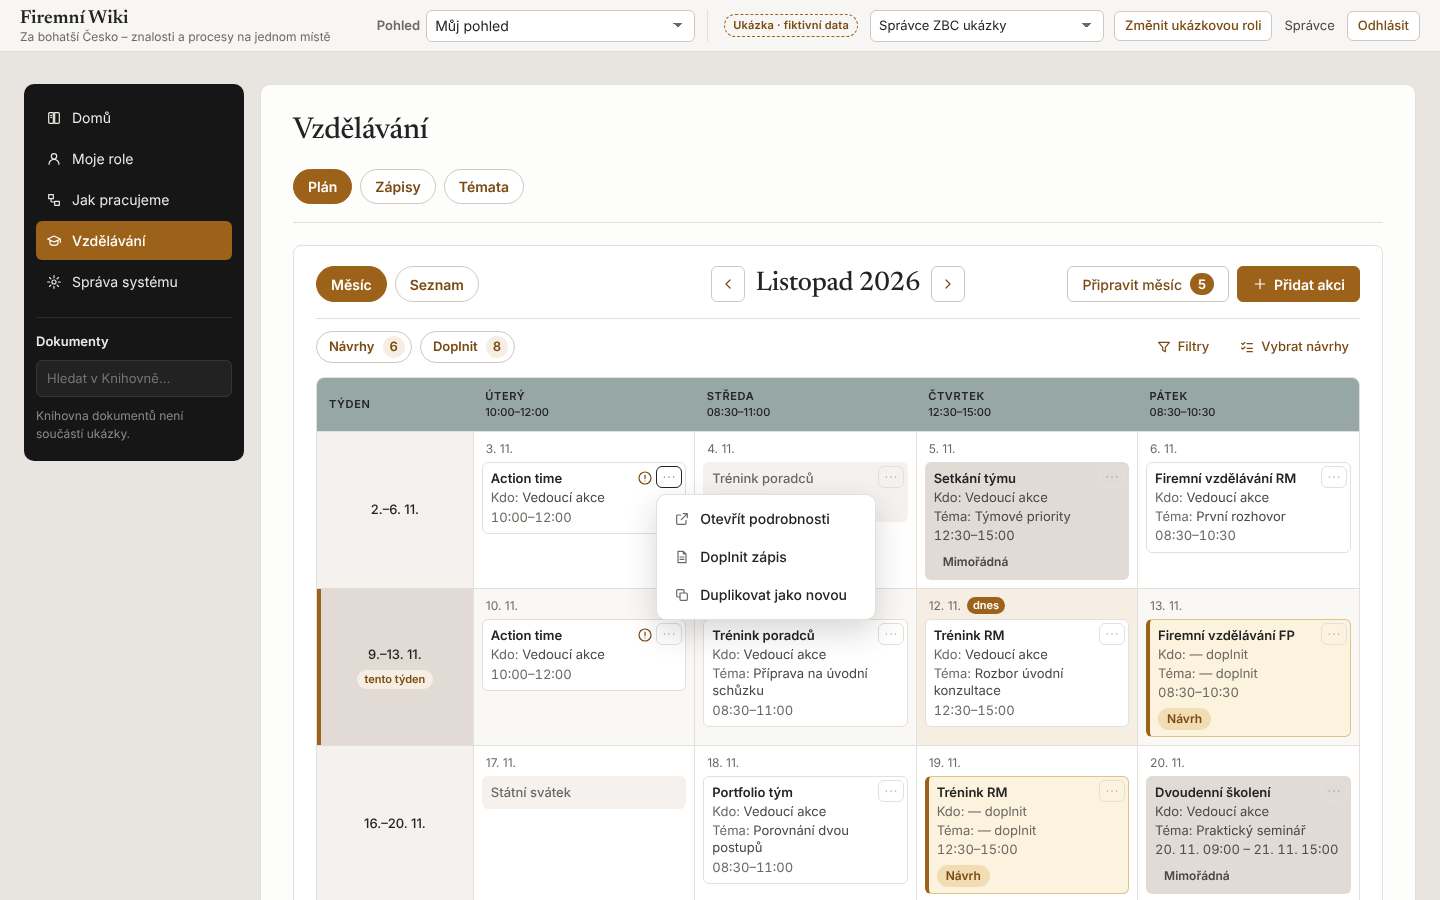 Firemní Wiki
Za bohatší Česko – znalosti a procesy na jednom místě
Pohled
Můj pohled
Ukázka · fiktivní data
Správce ZBC ukázky
Změnit ukázkovou roli
Správce
Odhlásit
Domů
Moje role
Jak pracujeme
Vzdělávání
Správa systému
Dokumenty
Hledat v Knihovně...
Knihovna dokumentů není
součástí ukázky.
Vzdělávání
Plán
Zápisy
Témata
Měsíc
Seznam
Listopad 2026
Připravit měsíc 5
+ Přidat akci
Návrhy 6
Doplnit 8
Filtry
Vybrat návrhy
TÝDEN
ÚTERÝ
10:00–12:00
STŘEDA
08:30–11:00
ČTVRTEK
12:30–15:00
PÁTEK
08:30–10:30
2.–6. 11.
3. 11.
Action time
Kdo: Vedoucí akce
10:00–12:00
4. 11.
Trénink poradců
5. 11.
Setkání týmu
Kdo: Vedoucí akce
Téma: Týmové priority
12:30–15:00
Mimořádná
6. 11.
Firemní vzdělávání RM
Kdo: Vedoucí akce
Téma: První rozhovor
08:30–10:30
Otevřít podrobnosti
Doplnit zápis
Duplikovat jako novou
9.–13. 11.
tento týden
10. 11.
Action time
Kdo: Vedoucí akce
10:00–12:00
Trénink poradců
Kdo: Vedoucí akce
Téma: Příprava na úvodní
schůzku
08:30–11:00
12. 11. dnes
Trénink RM
Kdo: Vedoucí akce
Téma: Rozbor úvodní
konzultace
12:30–15:00
13. 11.
Firemní vzdělávání FP
Kdo: — doplnit
Téma: — doplnit
08:30–10:30
Návrh
16.–20. 11.
17. 11.
Státní svátek
18. 11.
Portfolio tým
Kdo: Vedoucí akce
Téma: Porovnání dvou
postupů
08:30–11:00
19. 11.
Trénink RM
Kdo: — doplnit
Téma: — doplnit
12:30–15:00
Návrh
20. 11.
Dvoudenní školení
Kdo: Vedoucí akce
Téma: Praktický seminář
20. 11. 09:00 – 21. 11. 15:00
Mimořádná